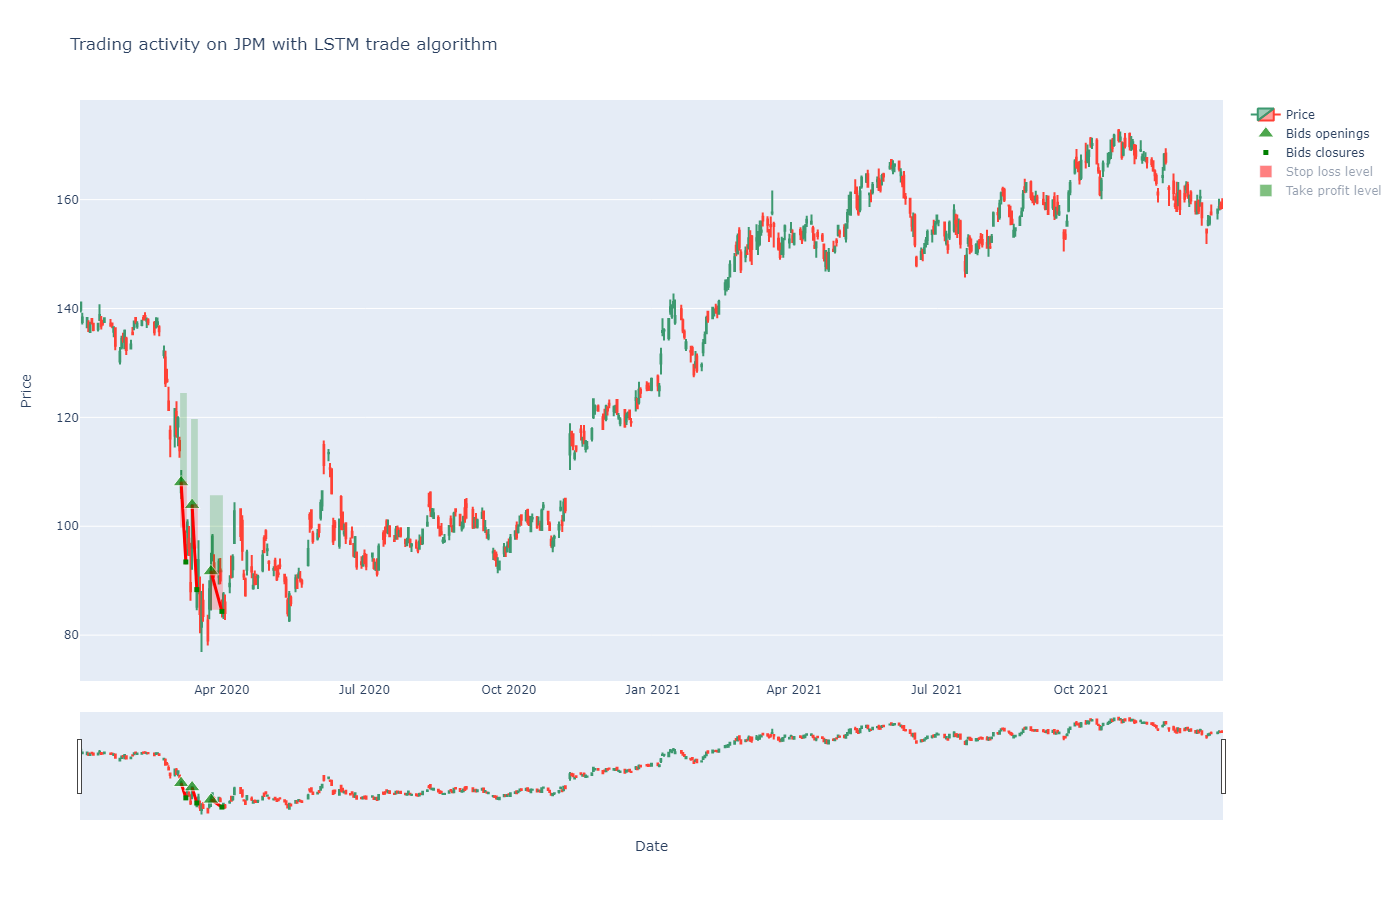 Trading activity on JPM with LSTM trade algorithm
Price
Bids openings
Bids closures
Stop loss level
Take profit level
Price
160
140
120
100
80
Apr 2020
Jul 2020
Oct 2020
Jan 2021
Apr 2021
Jul 2021
Oct 2021
Date